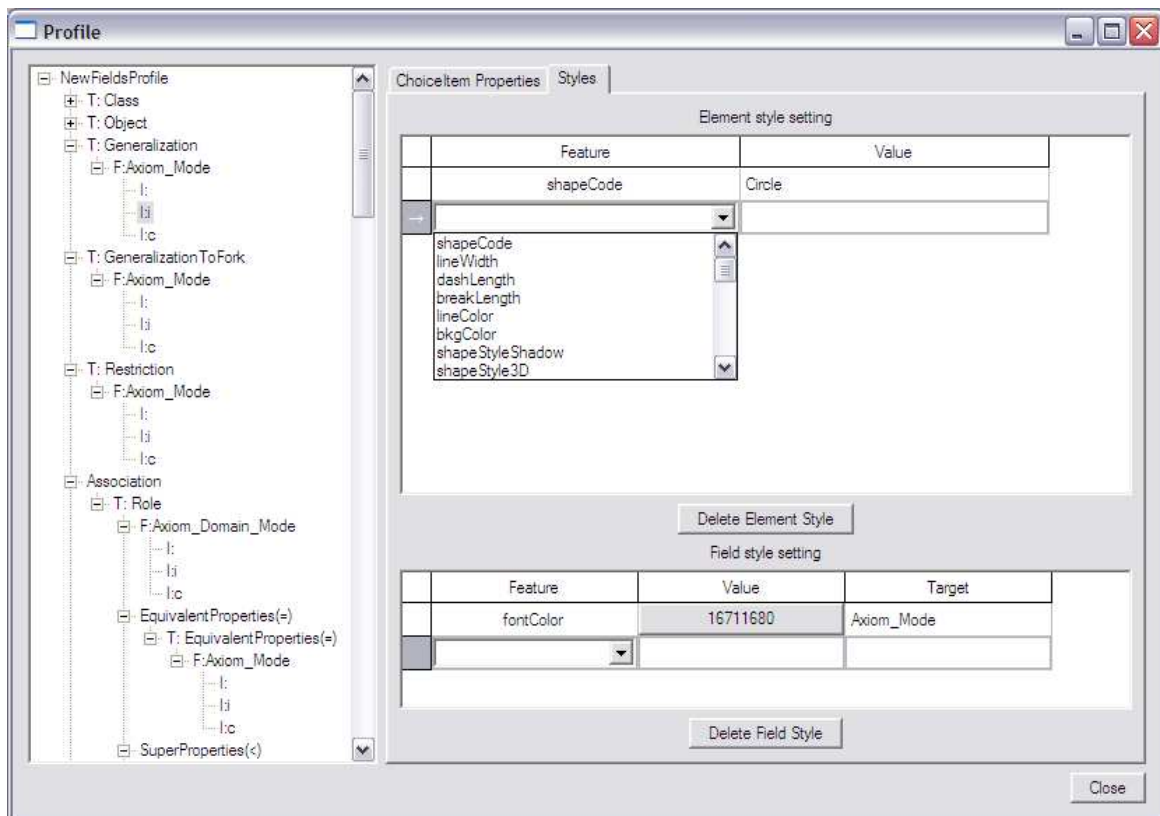 Profile
NewFieldsProfile
T: Class
T: Object
T: Generalization
F:Axiom_Mode
I:
I:i
I:c
T: GeneralizationToFork
F:Axiom_Mode
I:
I:i
I:c
T: Restriction
F:Axiom_Mode
I:
I:i
I:c
Association
T: Role
F:Axiom_Domain_Mode
I:
I:i
I:c
EquivalentProperties(=)
T: EquivalentProperties(=)
F:Axiom_Mode
I:
I:i
I:c
SuperProperties(<)
ChoiceItem Properties Styles
Element style setting
Feature Value
shapeCode Circle
shapeCode
lineWidth
dashLength
breakLength
lineColor
bkgColor
shapeStyleShadow
shapeStyle3D
Delete Element Style
Field style setting
Feature Value Target
fontColor 16711680 Axiom_Mode
Delete Field Style
Close